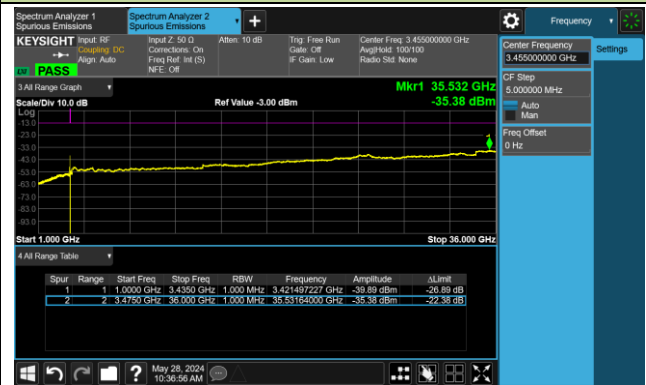 Spectrum Analyzer 1
Spurious Emissions
Spectrum Analyzer 2
Spurious Emissions
Frequency
KEYSIGHT
Input: RF
Coupling: DC
Align: Auto
Input Z: 50 Ω
Corrections: On
Freq Ref: Int (S)
NFE: Off
Atten: 10 dB
Trig: Free Run
Gate: Off
IF Gain: Low
Center Freq: 3.455000000 GHz
Avg|Hold: 100/100
Radio Std: None
PASS
Center Frequency
3.455000000 GHz
Settings
CF Step
5.000000 MHz
Auto
Man
Freq Offset
0 Hz
3 All Range Graph
Mkr1 35.532 GHz
-35.38 dBm
Scale/Div 10.0 dB
Ref Value -3.00 dBm
Log
-13.0
-23.0
-33.0
-43.0
-53.0
-63.0
-73.0
-83.0
-93.0
1
Start 1.000 GHz
Stop 36.000 GHz
4 All Range Table
Spur Range Start Freq Stop Freq RBW Frequency Amplitude ΔLimit
1 1 1.0000 GHz 3.4350 GHz 1.000 MHz 3.421497227 GHz -39.89 dBm -26.89 dB
2 2 3.4750 GHz 36.000 GHz 1.000 MHz 35.53164000 GHz -35.38 dBm -22.38 dB
May 28, 2024
10:36:56 AM